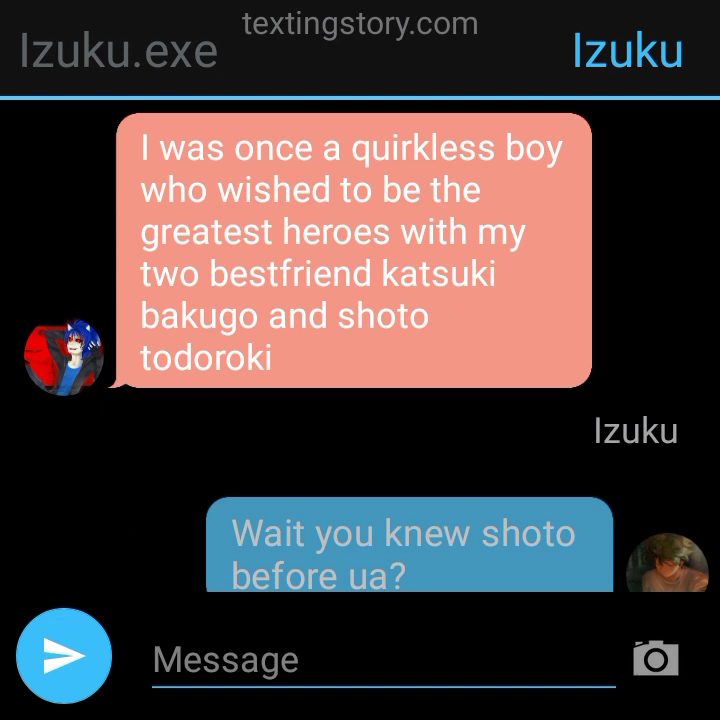 textingstory.com
Izuku.exe
Izuku
I was once a quirkless boy
who wished to be the
greatest heroes with my
two bestfriend katsuki
bakugo and shoto
todoroki
Izuku
Wait you knew shoto
before ua?
Message